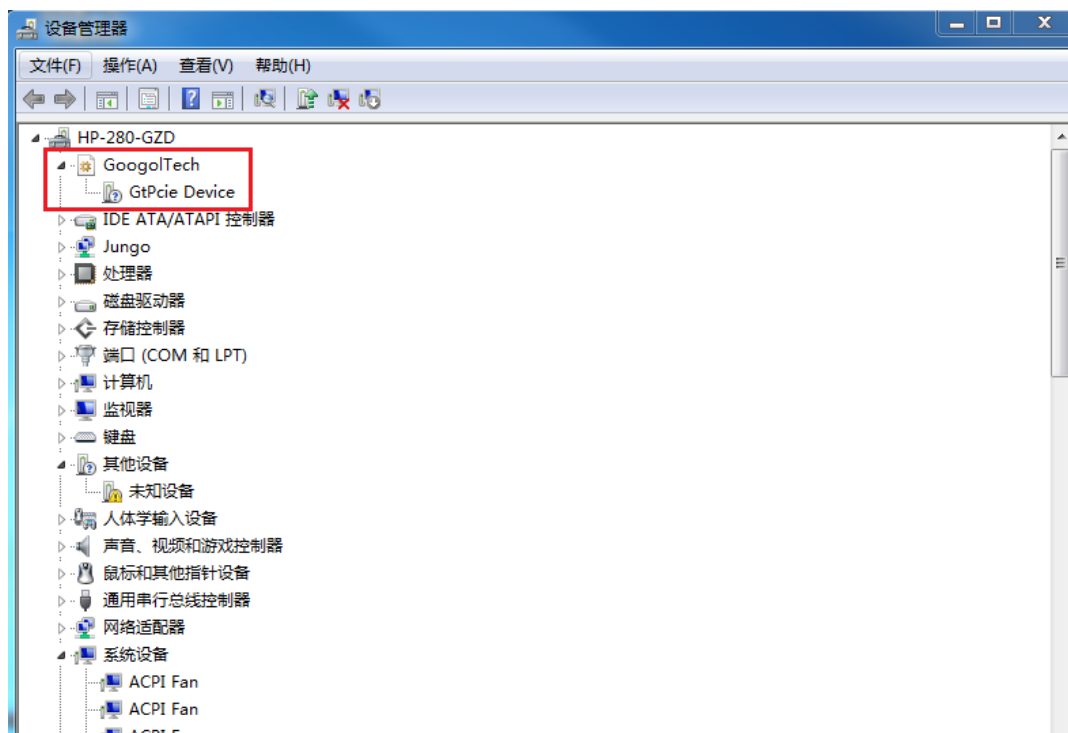 设备管理器
文件(F) 操作(A) 查看(V) 帮助(H)
HP-280-GZD
GoogolTech
GtPcie Device
IDE ATA/ATAPI 控制器
Jungo
处理器
磁盘驱动器
存储控制器
端口 (COM 和 LPT)
计算机
监视器
键盘
其他设备
未知设备
人体学输入设备
声音、视频和游戏控制器
鼠标和其他指针设备
通用串行总线控制器
网络适配器
系统设备
ACPI Fan
ACPI Fan